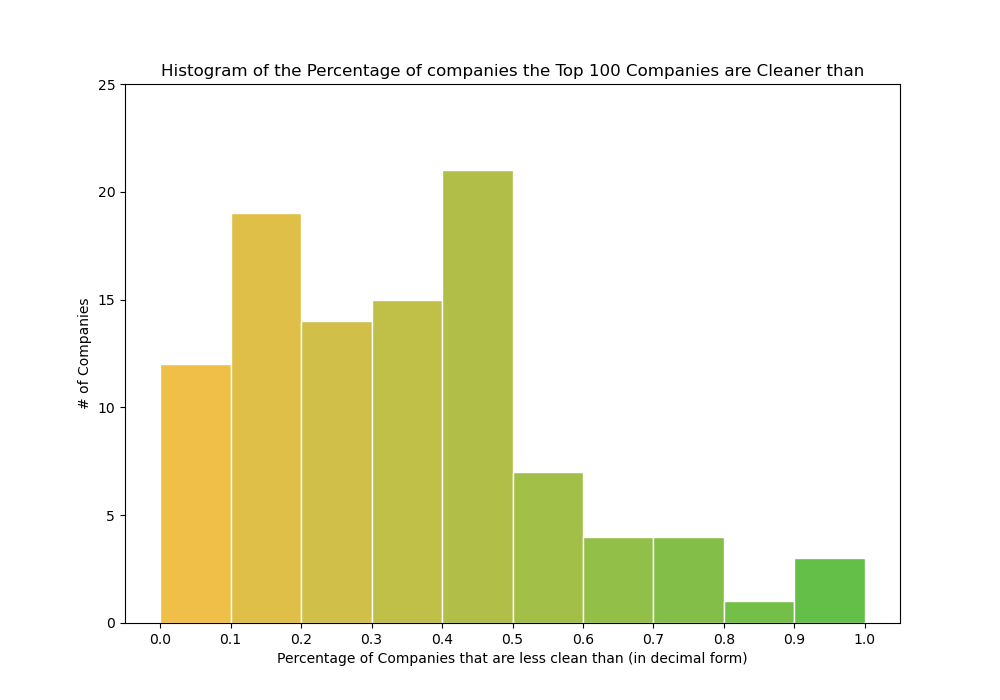 Histogram of the Percentage of companies the Top 100 Companies are Cleaner than
25
20
15
10
5
0
# of Companies
0.0 0.1 0.2 0.3 0.4 0.5 0.6 0.7 0.8 0.9 1.0
Percentage of Companies that are less clean than (in decimal form)